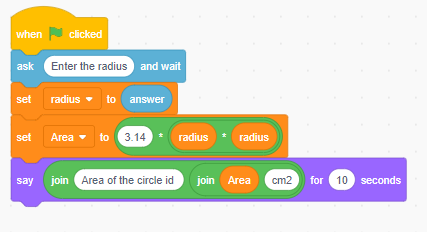 when clicked
ask Enter the radius and wait
set radius to answer
set Area to 3.14 * radius * radius
say join Area of the circle id join Area cm2 for 10 seconds